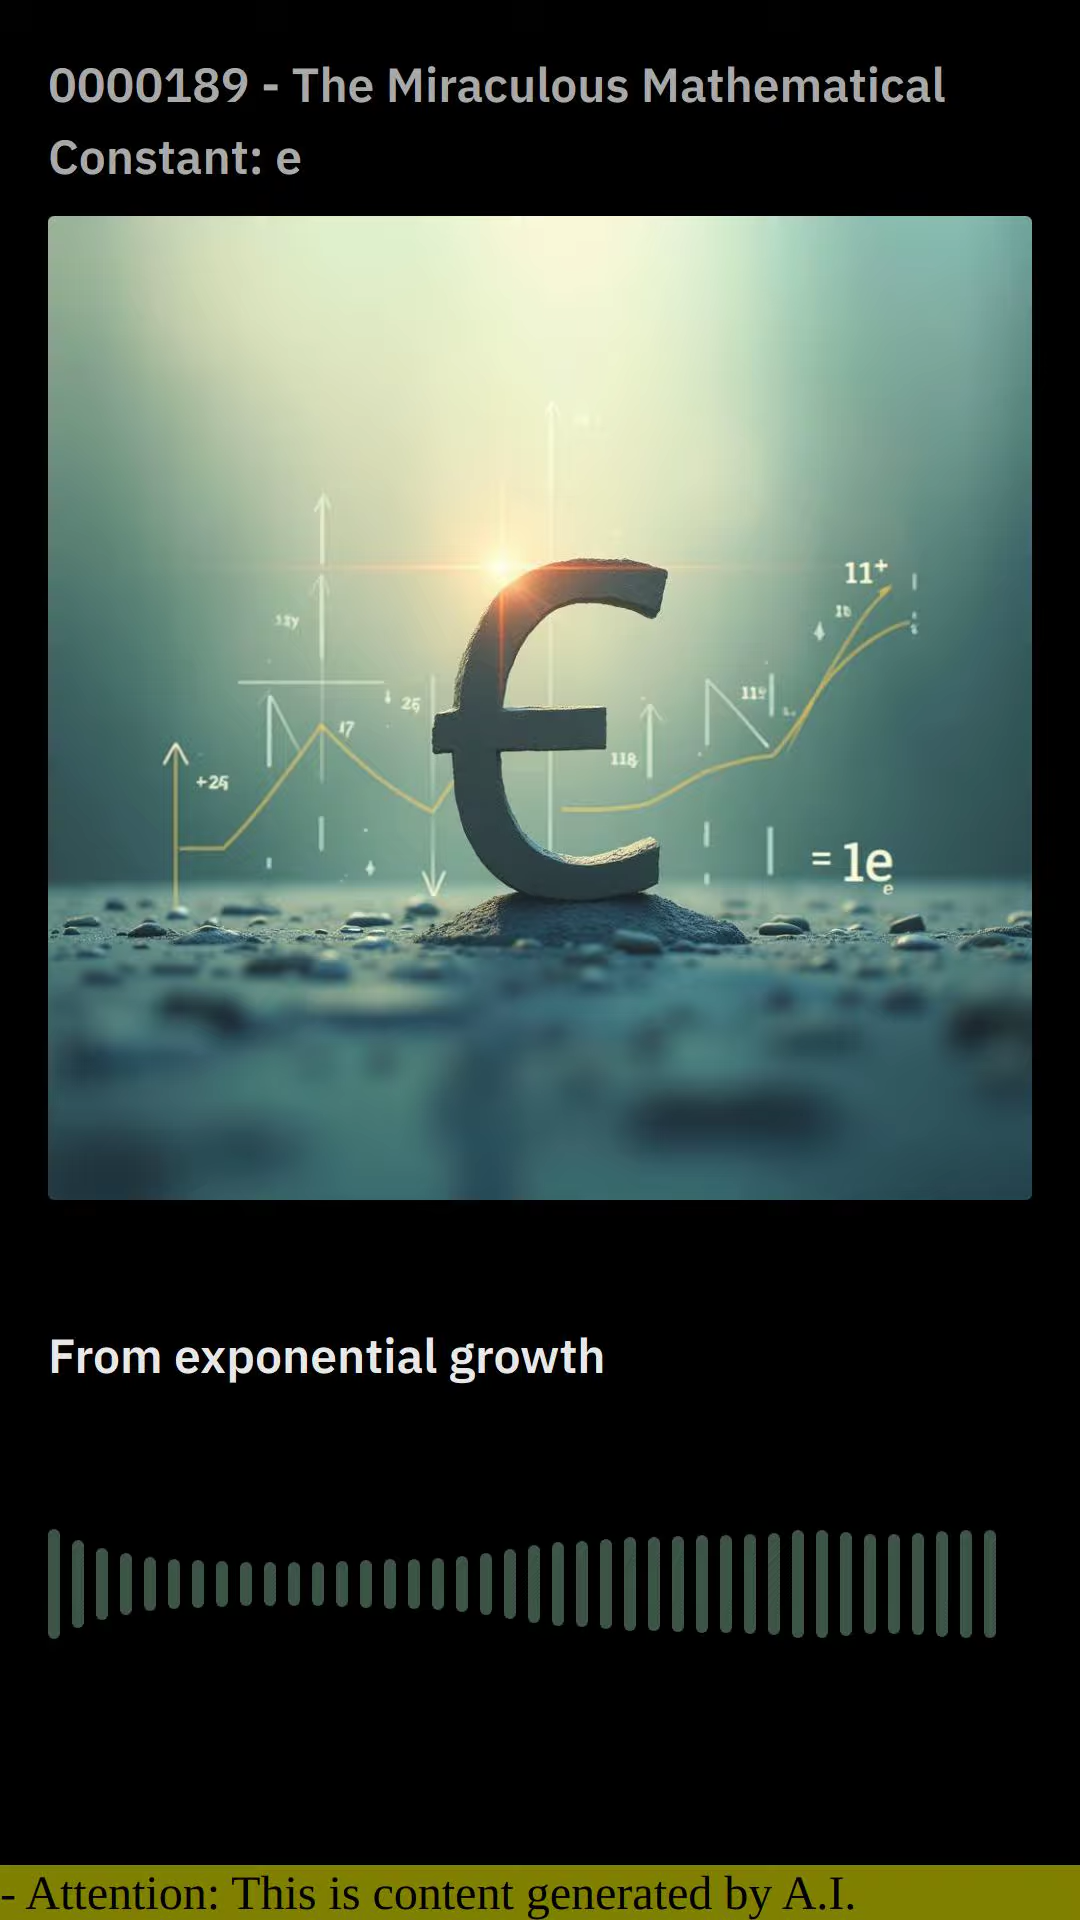 0000189 - The Miraculous Mathematical
Constant: e
11+
17
+25
118
= 1e
e
From exponential growth
- Attention: This is content generated by A.I.